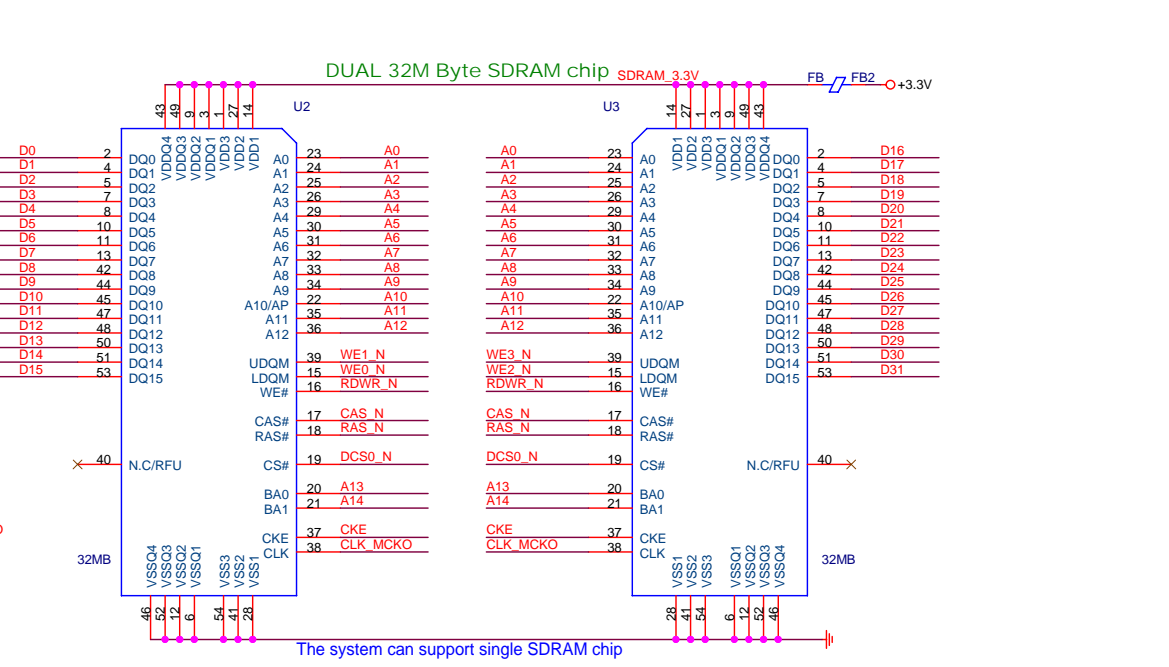 DUAL 32M Byte SDRAM chip SDRAM_3.3V FB FB2 +3.3V
43 49 9 3 1 27 14 U2 U3 14 27 1 3 9 49 43
VDDQ4 VDDQ3 VDDQ2 VDDQ1 VDD3 VDD2 VDD1 VDD1 VDD2 VDD3 VDDQ1 VDDQ2 VDDQ3 VDDQ4
D0 2 DQ0 A0 23 A0 A0 23 A0 DQ0 2 D16
D1 4 DQ1 A1 24 A1 A1 24 A1 DQ1 4 D17
D2 5 DQ2 A2 25 A2 A2 25 A2 DQ2 5 D18
D3 7 DQ3 A3 26 A3 A3 26 A3 DQ3 7 D19
D4 8 DQ4 A4 29 A4 A4 29 A4 DQ4 8 D20
D5 10 DQ5 A5 30 A5 A5 30 A5 DQ5 10 D21
D6 11 DQ6 A6 31 A6 A6 31 A6 DQ6 11 D22
D7 13 DQ7 A7 32 A7 A7 32 A7 DQ7 13 D23
D8 42 DQ8 A8 33 A8 A8 33 A8 DQ8 42 D24
D9 44 DQ9 A9 34 A9 A9 34 A9 DQ9 44 D25
D10 45 DQ10 A10/AP 22 A10 A10 22 A10/AP DQ10 45 D26
D11 47 DQ11 A11 35 A11 A11 35 A11 DQ11 47 D27
D12 48 DQ12 A12 36 A12 A12 36 A12 DQ12 48 D28
D13 50 DQ13 DQ13 50 D29
D14 51 DQ14 UDQM 39 WE1_N WE3_N 39 UDQM DQ14 51 D30
D15 53 DQ15 LDQM 15 WE0_N WE2_N 15 LDQM DQ15 53 D31
WE# 16 RDWR_N RDWR_N 16 WE#
CAS# 17 CAS_N CAS_N 17 CAS#
RAS# 18 RAS_N RAS_N 18 RAS#
40 N.C/RFU CS# 19 DCS0_N DCS0_N 19 CS# N.C/RFU 40
BA0 20 A13 A13 20 BA0
BA1 21 A14 A14 21 BA1
CKE 37 CKE CKE 37 CKE
CLK 38 CLK_MCKO CLK_MCKO 38 CLK
32MB 32MB
VSSQ4 VSSQ3 VSSQ2 VSSQ1 VSS3 VSS2 VSS1 VSS1 VSS2 VSS3 VSSQ1 VSSQ2 VSSQ3 VSSQ4
46 52 12 6 54 41 28 28 41 54 6 12 52 46
The system can support single SDRAM chip